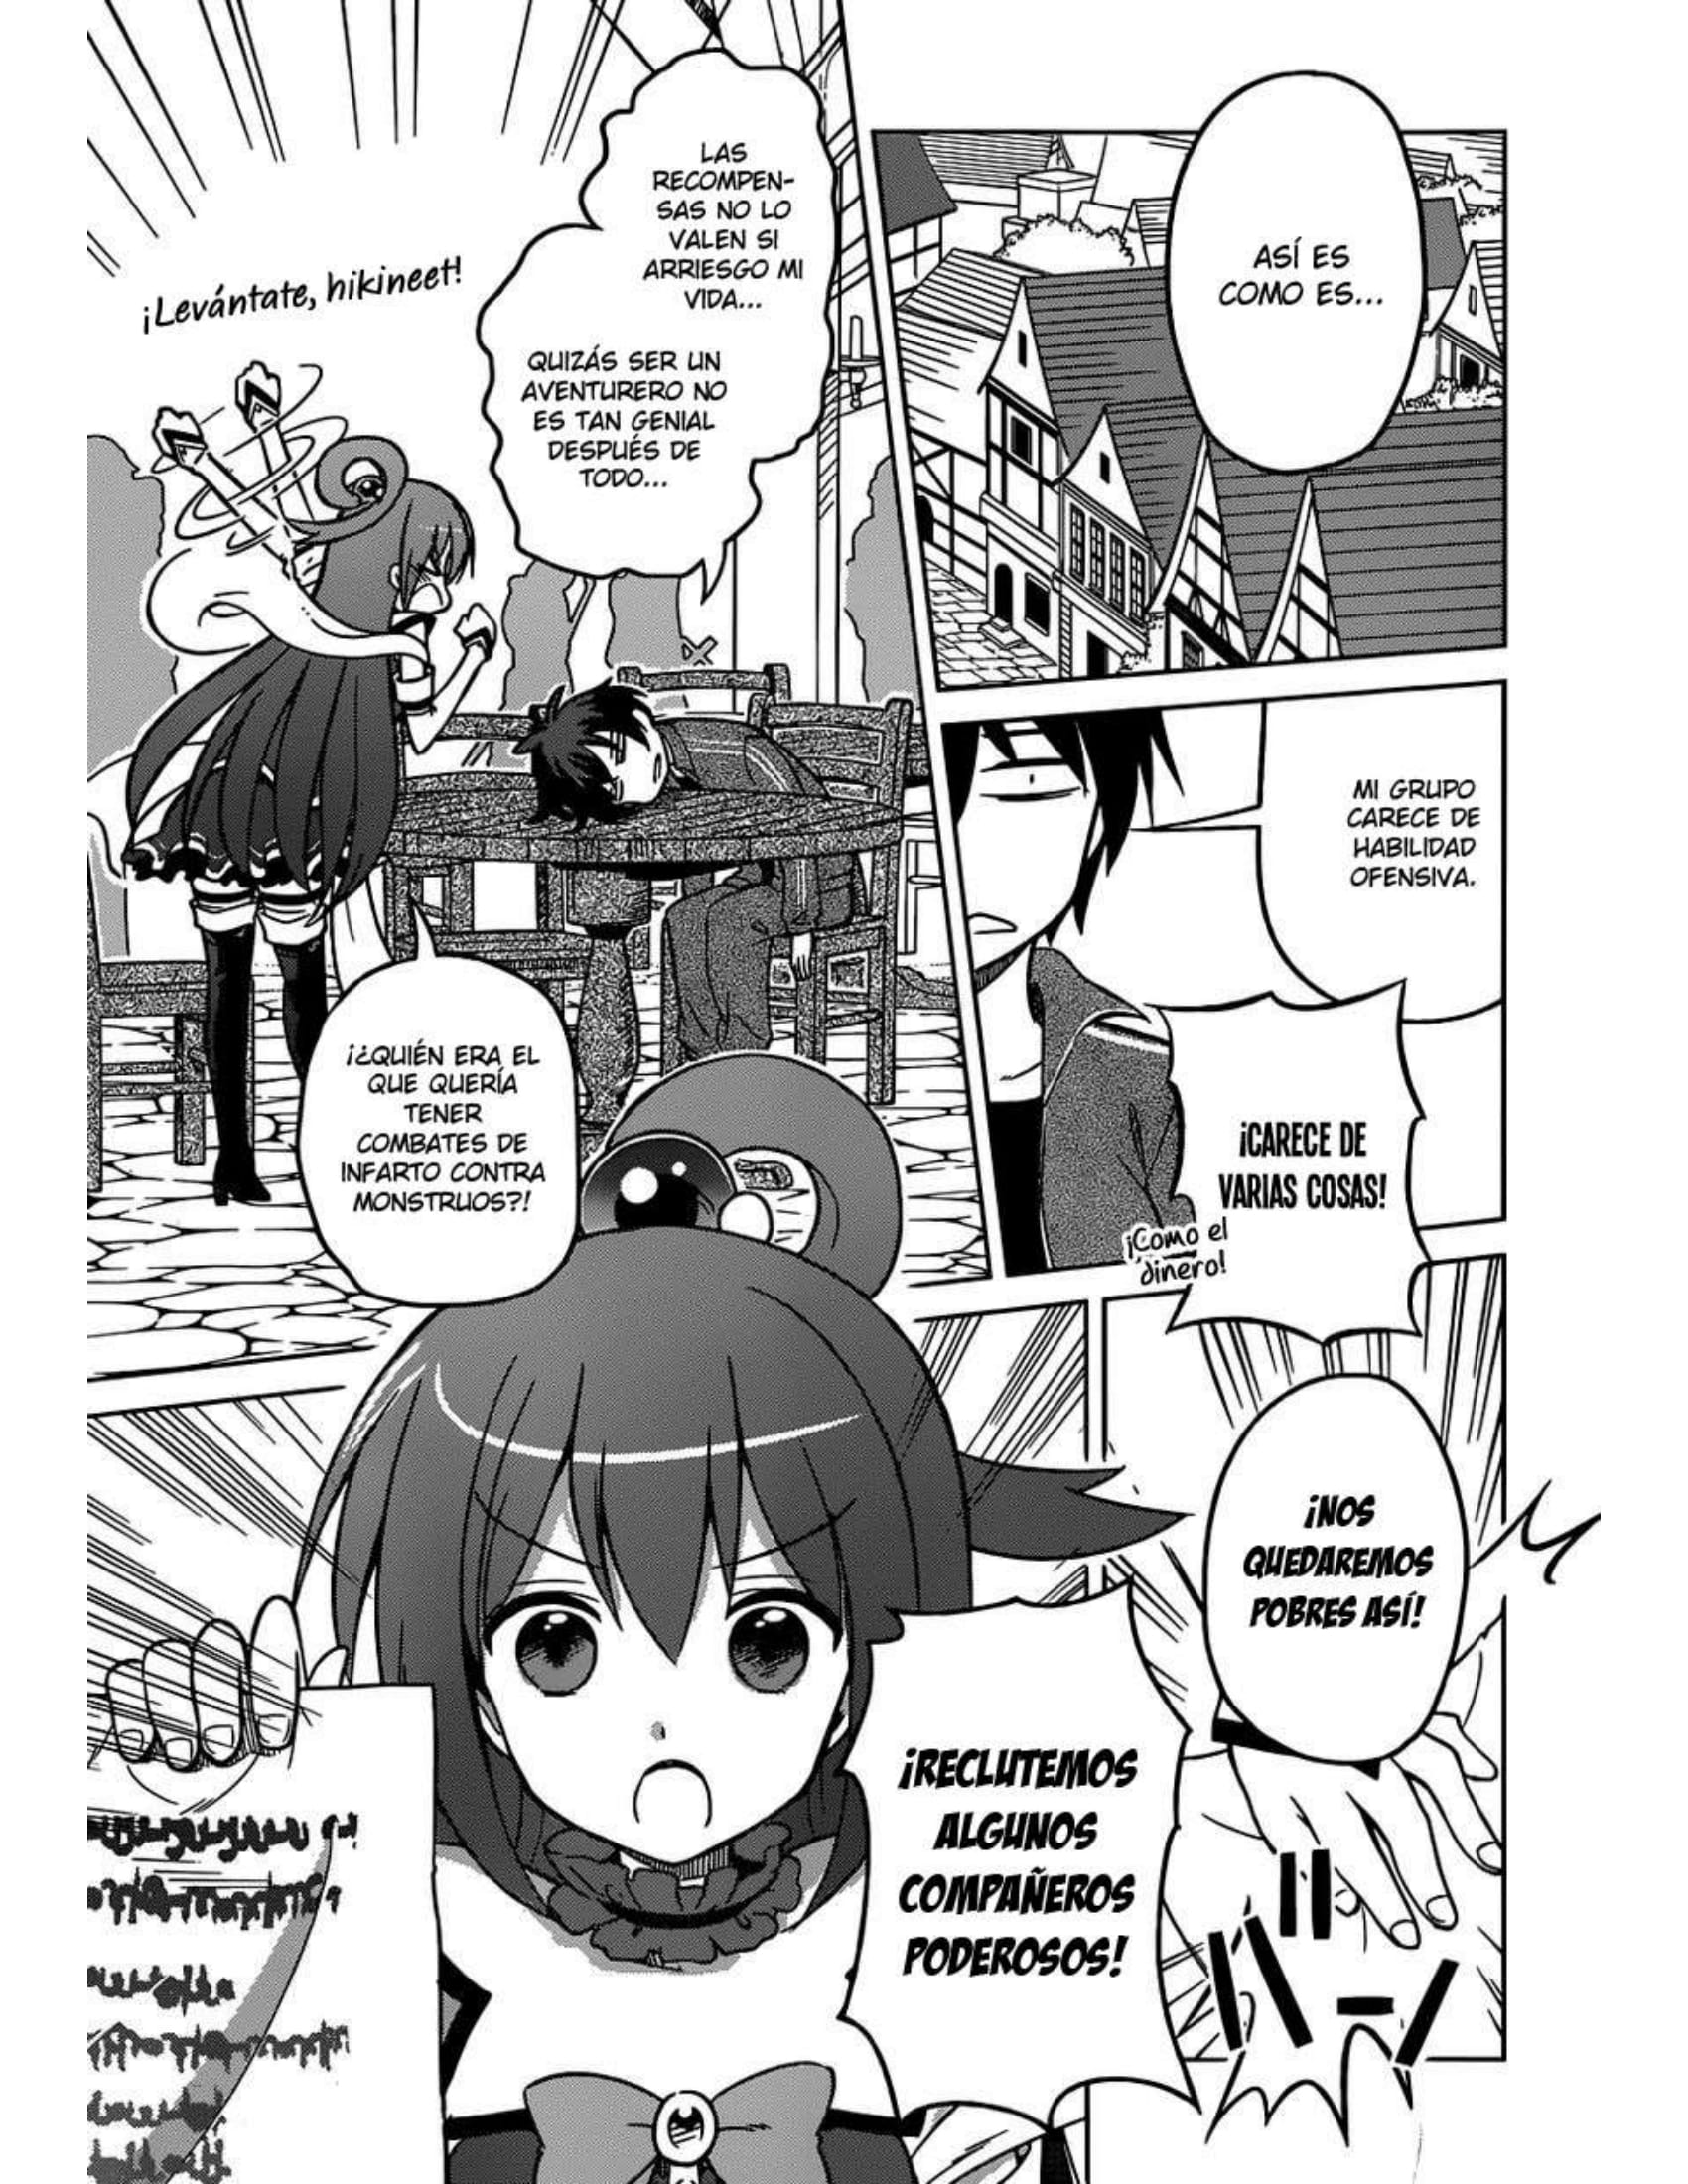 ASÍ ES
COMO ES...
MI GRUPO
CARECE DE
HABILIDAD
OFENSIVA.
¡CARECE DE
VARIAS COSAS!
¡Como el
dinero!
LAS
RECOMPEN-
SAS NO LO
VALEN SI
ARRIESGO MI
VIDA...
QUIZÁS SER UN
AVENTURERO NO
ES TAN GENIAL
DESPUÉS DE
TODO...
¡Levántate, hikineet!
¡¿QUIÉN ERA EL
QUE QUERÍA
TENER
COMBATES DE
INFARTO CONTRA
MONSTRUOS?!
¡NOS
QUEDAREMOS
POBRES ASÍ!
バーン
¡RECLUTEMOS
ALGUNOS
COMPAÑEROS
PODEROSOS!